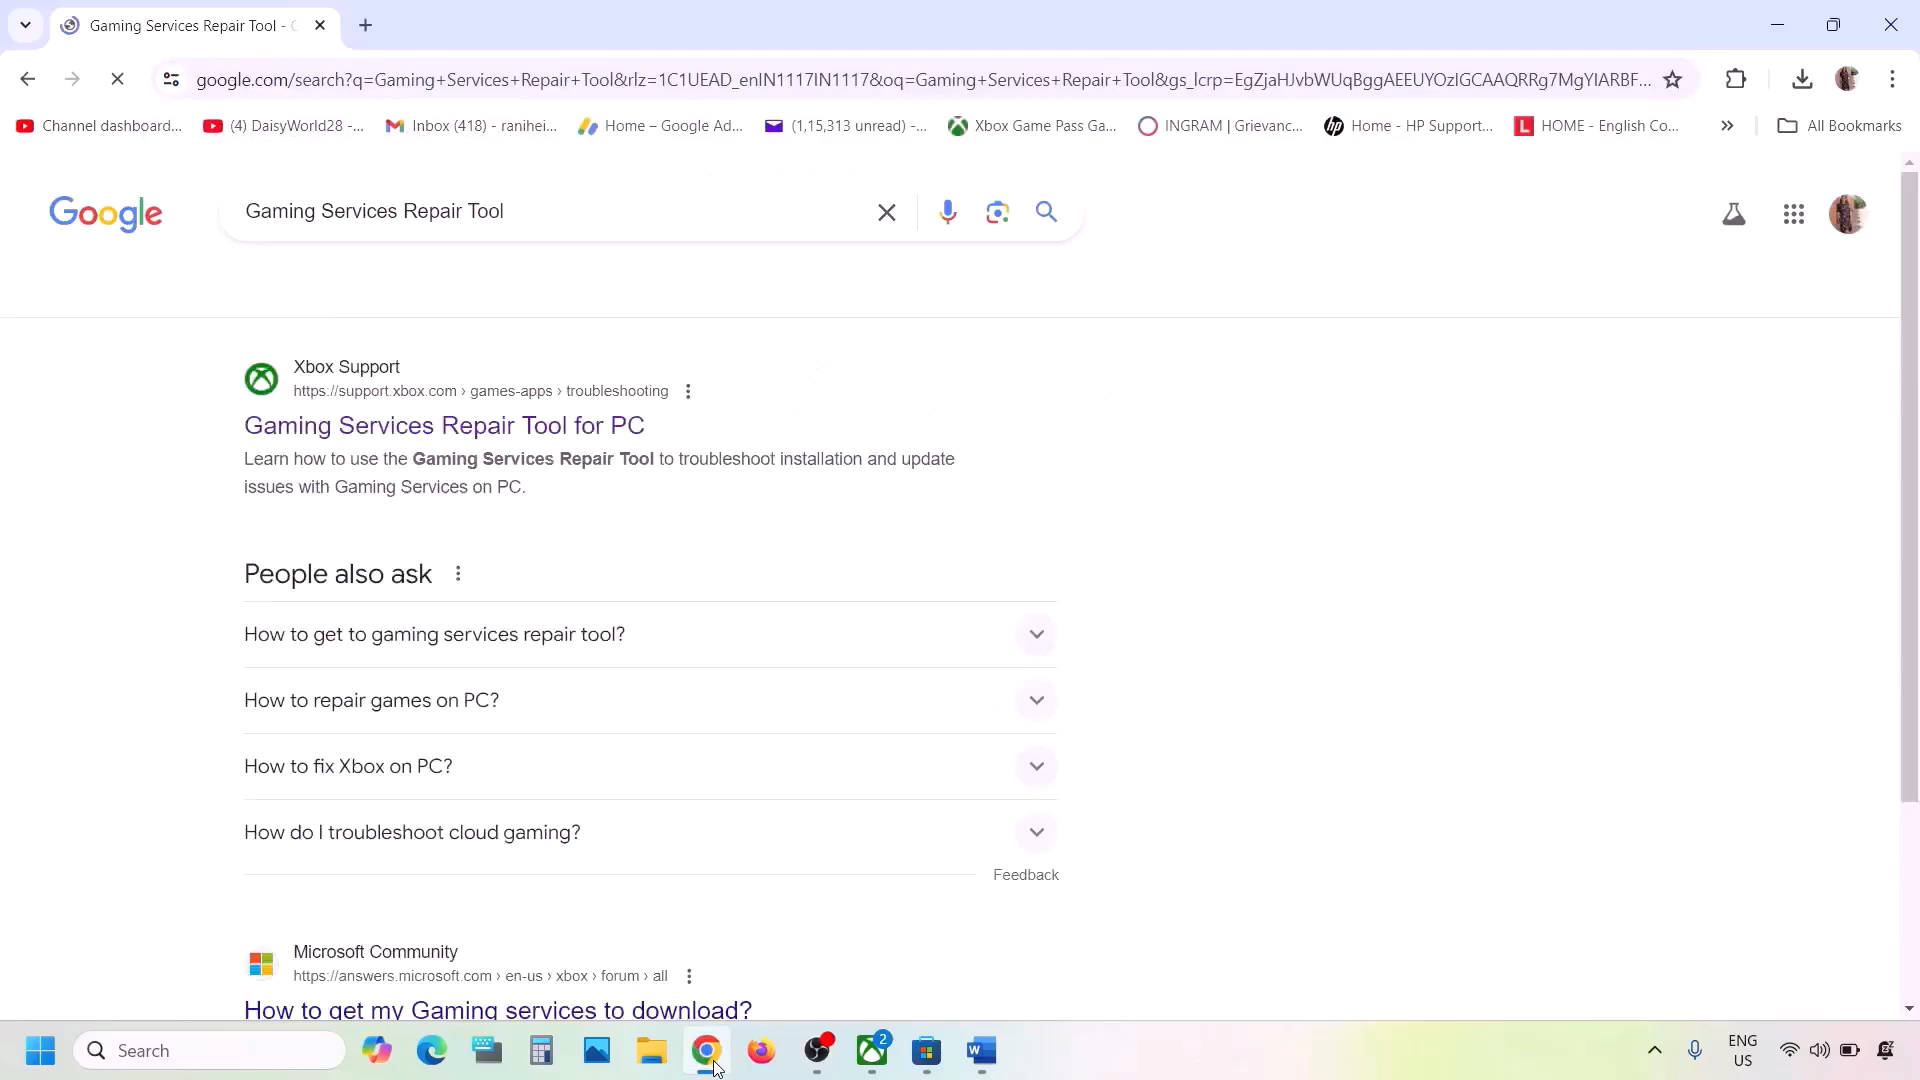 Gaming Services Repair Tool -
google.com/search?q=Gaming+Services+Repair+Tool&rlz=1C1UEAD_enIN1117IN1117&oq=Gaming+Services+Repair+Tool&gs_lcrp=EgZjaHJvbWUqBggAEEUYOzIGCAAQRRg7MgYIARBF...
Channel dashboard...
(4) DaisyWorld28 -...
Inbox (418) - ranihei...
Home – Google Ad...
(1,15,313 unread) -...
Xbox Game Pass Ga...
INGRAM | Grievanc...
Home - HP Support...
HOME - English Co...
All Bookmarks
Google
Gaming Services Repair Tool
Xbox Support
https://support.xbox.com › games-apps › troubleshooting
Gaming Services Repair Tool for PC
Learn how to use the Gaming Services Repair Tool to troubleshoot installation and update
issues with Gaming Services on PC.
People also ask
How to get to gaming services repair tool?
How to repair games on PC?
How to fix Xbox on PC?
How do I troubleshoot cloud gaming?
Feedback
Microsoft Community
https://answers.microsoft.com › en-us › xbox › forum › all
How to get my Gaming services to download?
Search
2
ENG
US